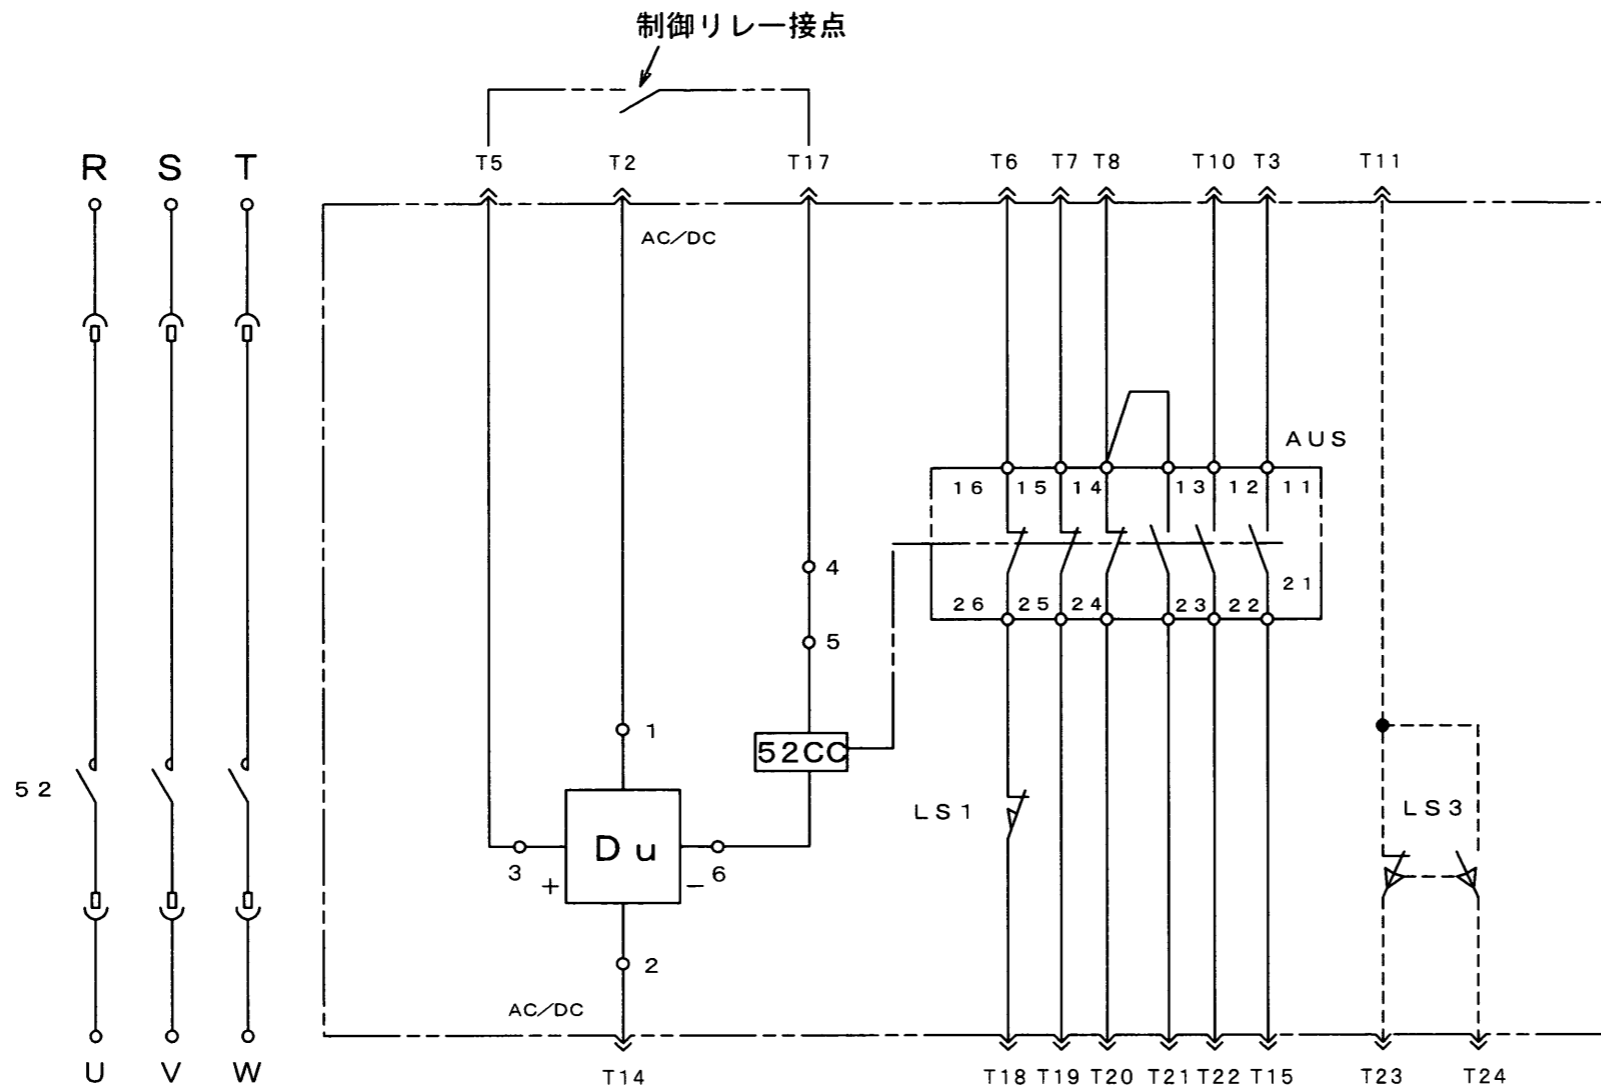 制御リレー接点
R S T
T5 T2 T17 T6 T7 T8 T10 T3 T11
AC/DC
AUS
16 15 14 13 12 11
4
21
26 25 24 23 22
5
1
52CC
52
LS1
LS3
Du
3 + - 6
2
AC/DC
U V W
T14 T18 T19 T20 T21 T22 T15 T23 T24